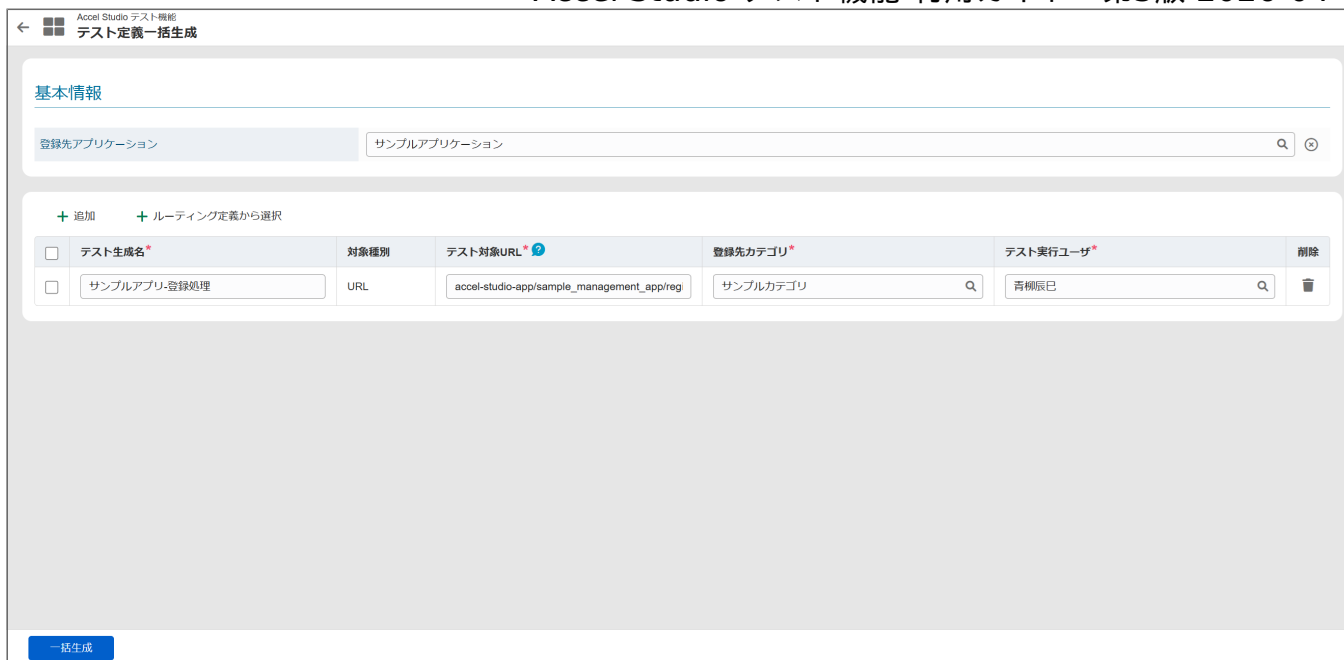 Accel Studio テスト機能
テスト定義一括生成
基本情報
登録先アプリケーション
サンプルアプリケーション
追加
ルーティング定義から選択
テスト生成名*
対象種別
テスト対象URL*
登録先カテゴリ*
テスト実行ユーザ*
削除
サンプルアプリ-登録処理
URL
accel-studio-app/sample_management_app/regi
サンプルカテゴリ
青柳辰巳
一括生成